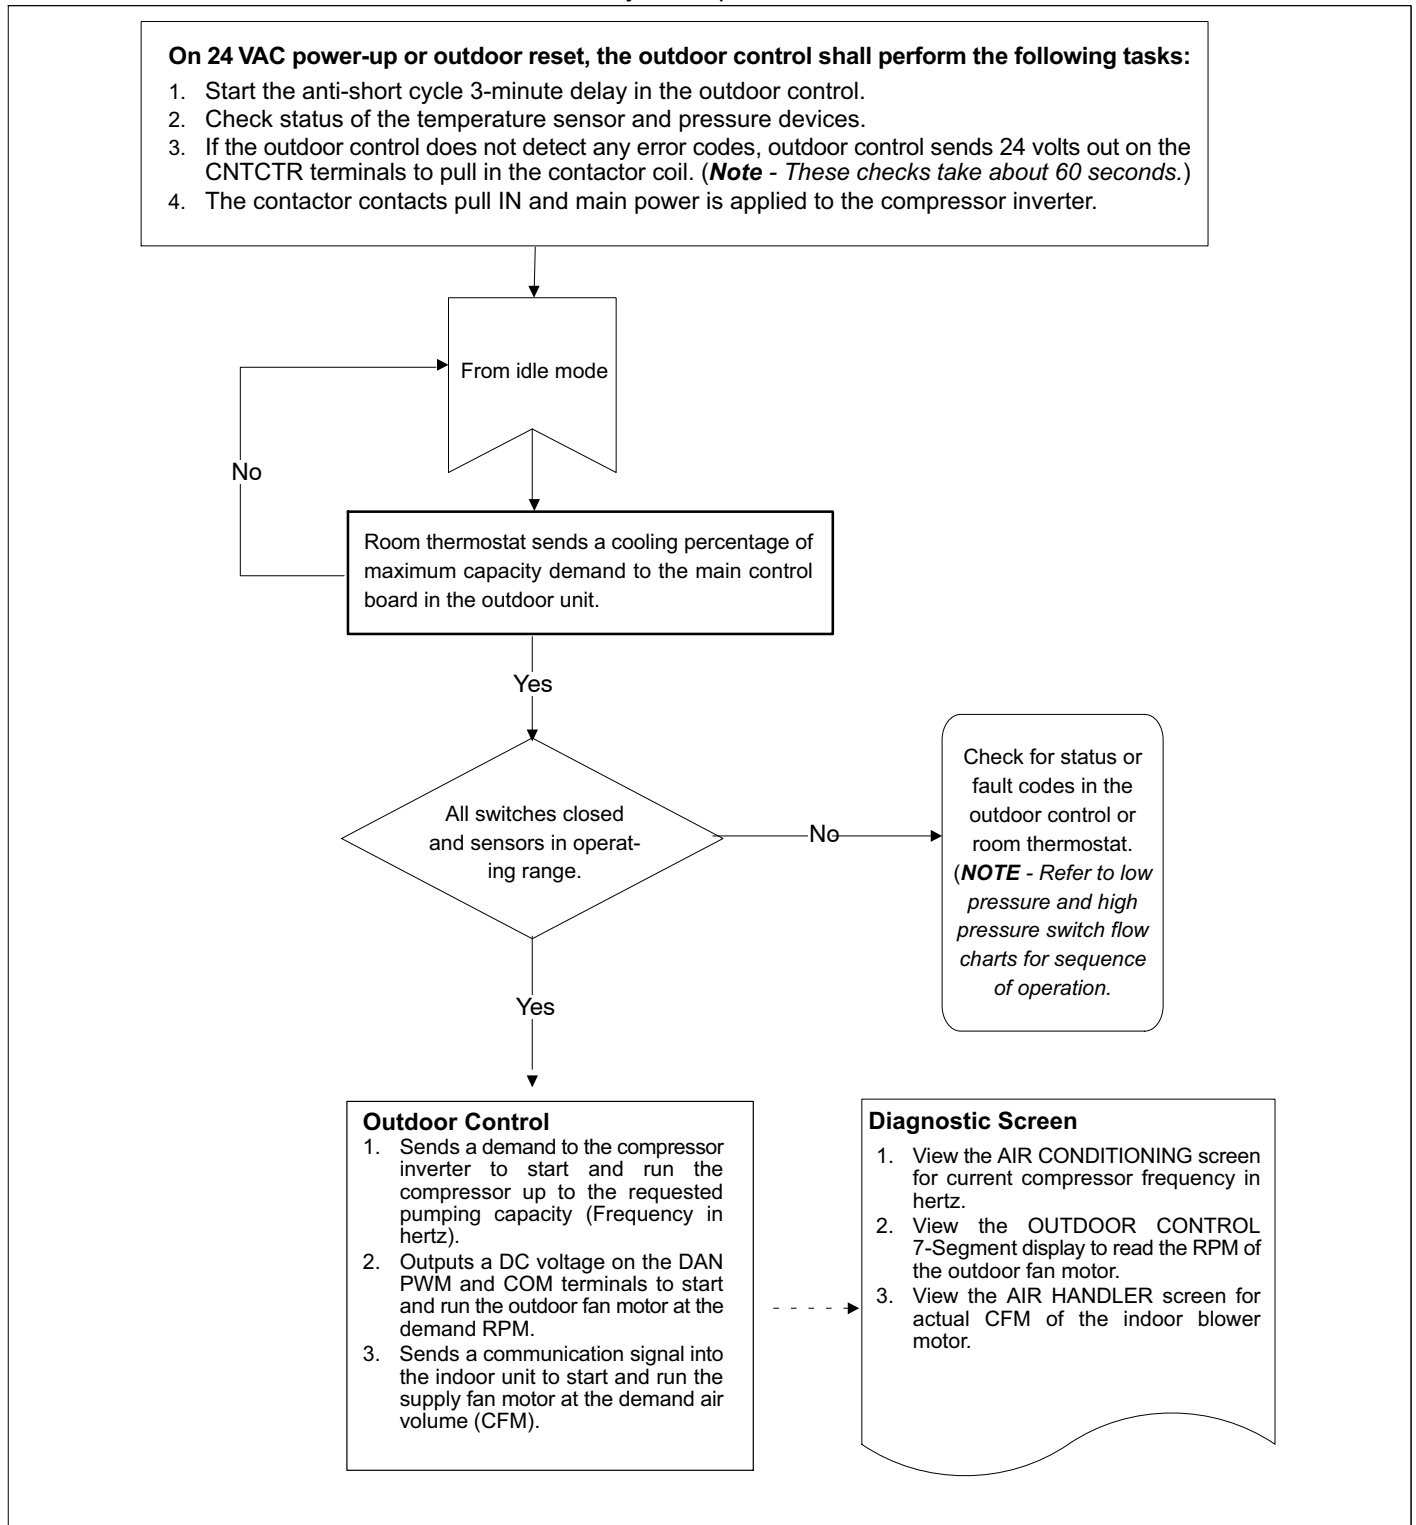 On 24 VAC power-up or outdoor reset, the outdoor control shall perform the following tasks:
1. Start the anti-short cycle 3-minute delay in the outdoor control.
2. Check status of the temperature sensor and pressure devices.
3. If the outdoor control does not detect any error codes, outdoor control sends 24 volts out on the
CNTCTR terminals to pull in the contactor coil. (Note - These checks take about 60 seconds.)
4. The contactor contacts pull IN and main power is applied to the compressor inverter.
From idle mode
No
Room thermostat sends a cooling percentage of
maximum capacity demand to the main control
board in the outdoor unit.
Yes
All switches closed
and sensors in operat-
ing range.
No
Check for status or
fault codes in the
outdoor control or
room thermostat.
(NOTE - Refer to low
pressure and high
pressure switch flow
charts for sequence
of operation.
Yes
Outdoor Control
1. Sends a demand to the compressor
inverter to start and run the
compressor up to the requested
pumping capacity (Frequency in
hertz).
2. Outputs a DC voltage on the DAN
PWM and COM terminals to start
and run the outdoor fan motor at the
demand RPM.
3. Sends a communication signal into
the indoor unit to start and run the
supply fan motor at the demand air
volume (CFM).
Diagnostic Screen
1. View the AIR CONDITIONING screen
for current compressor frequency in
hertz.
2. View the OUTDOOR CONTROL
7-Segment display to read the RPM of
the outdoor fan motor.
3. View the AIR HANDLER screen for
actual CFM of the indoor blower
motor.